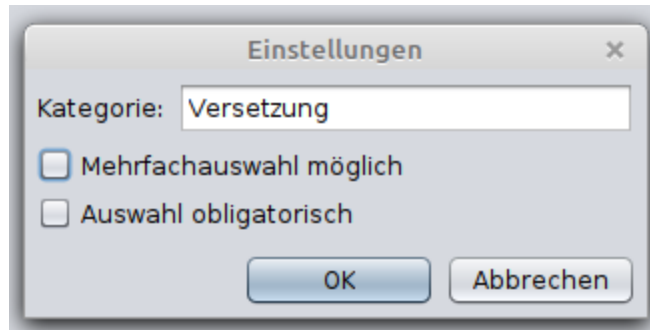 Einstellungen
Kategorie: Versetzung
Mehrfachauswahl möglich
Auswahl obligatorisch
OK Abbrechen